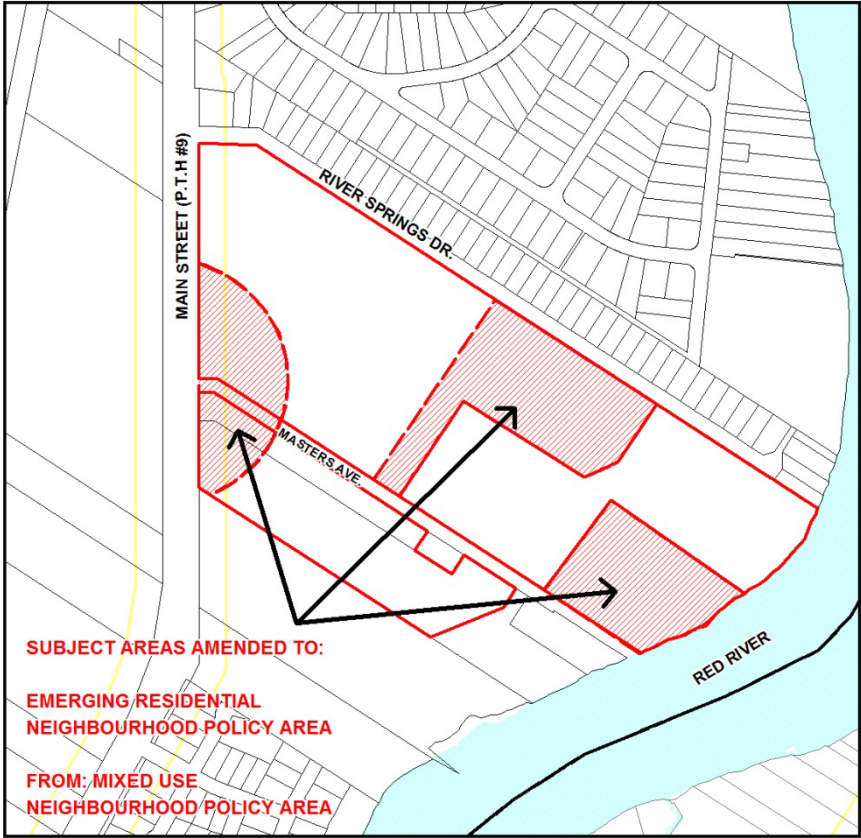 MAIN STREET (P.T.H #9)
RIVER SPRINGS DR.
MASTERS AVE.
RED RIVER
SUBJECT AREAS AMENDED TO:
EMERGING RESIDENTIAL
NEIGHBOURHOOD POLICY AREA
FROM: MIXED USE
NEIGHBOURHOOD POLICY AREA